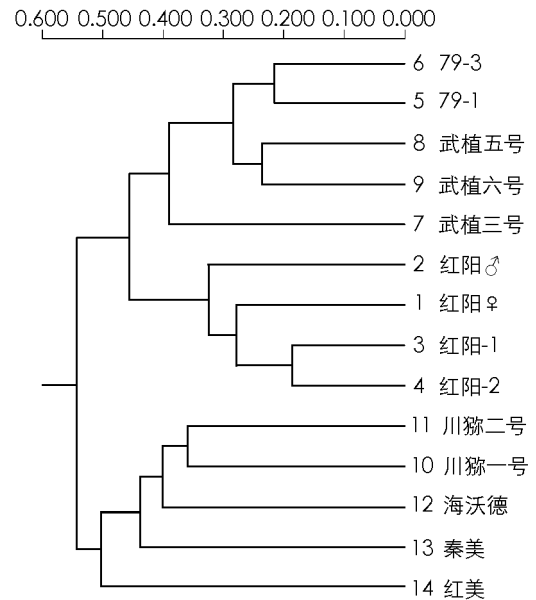 0.600 0.500 0.400 0.300 0.200 0.100 0.000
6 79-3
5 79-1
8 武植五号
9 武植六号
7 武植三号
2 红阳♂
1 红阳♀
3 红阳-1
4 红阳-2
11 川猕二号
10 川猕一号
12 海沃德
13 秦美
14 红美